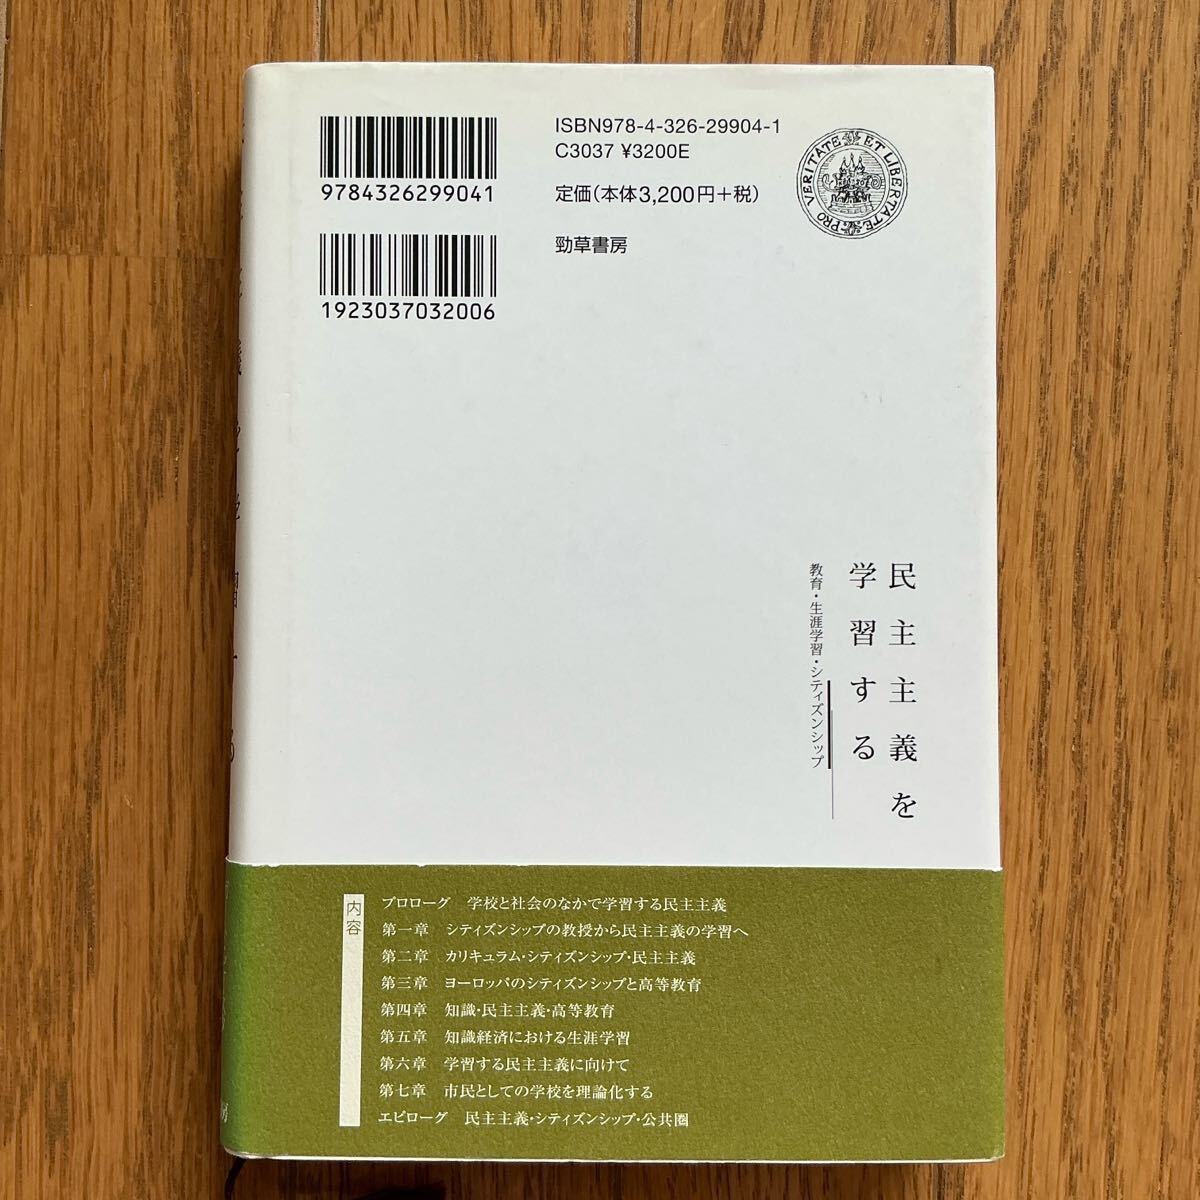 ISBN978-4-326-29904-1
C3037 ¥3200E
9784326299041
定価(本体3,200円+税)
勁草書房
1923037032006
PRO VERITATE ET LIBERTATE
民主主義を
学習する
教育・生涯学習・シティズンシップ
内容
プロローグ 学校と社会のなかで学習する民主主義
第一章 シティズンシップの教授から民主主義の学習へ
第二章 カリキュラム・シティズンシップ・民主主義
第三章 ヨーロッパのシティズンシップと高等教育
第四章 知識・民主主義・高等教育
第五章 知識経済における生涯学習
第六章 学習する民主主義に向けて
第七章 市民としての学校を理論化する
エピローグ 民主主義・シティズンシップ・公共圏